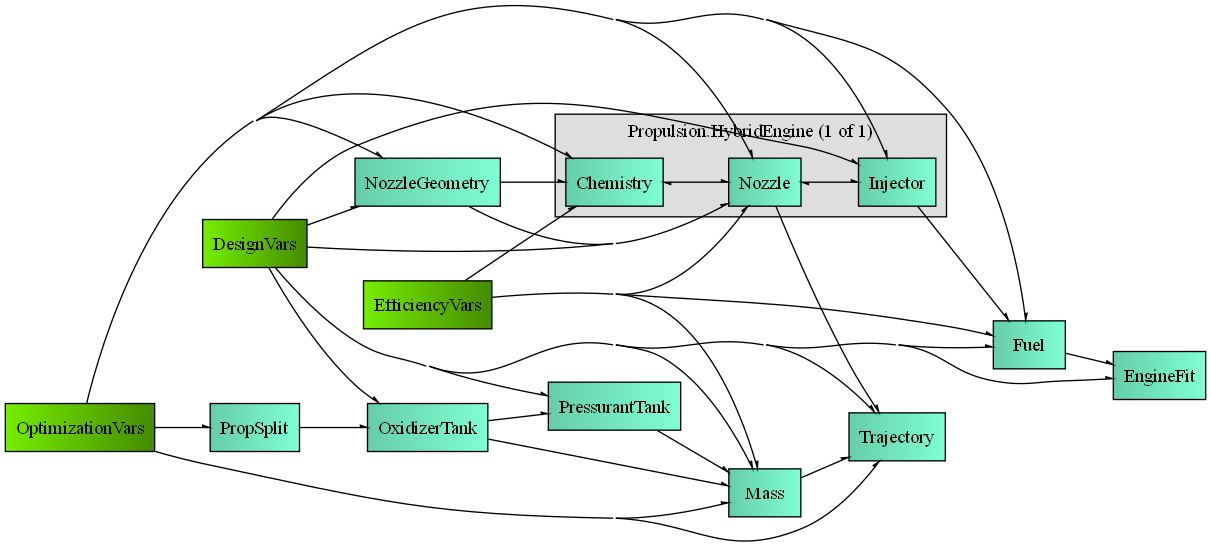 Propulsion.HybridEngine (1 of 1)
NozzleGeometry
Chemistry
Nozzle
Injector
DesignVars
EfficiencyVars
Fuel
EngineFit
PressurantTank
OptimizationVars
PropSplit
OxidizerTank
Trajectory
Mass